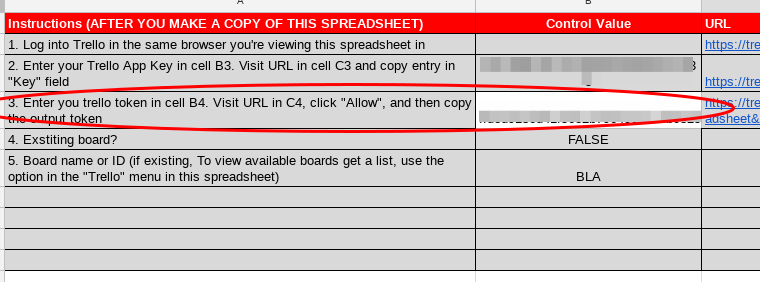 A
B
Instructions (AFTER YOU MAKE A COPY OF THIS SPREADSHEET)
Control Value
URL
1. Log into Trello in the same browser you're viewing this spreadsheet in
https://tre
2. Enter your Trello App Key in cell B3. Visit URL in cell C3 and copy entry in
"Key" field
https://tre
3. Enter you trello token in cell B4. Visit URL in C4, click "Allow", and then copy
the output token
https://tre
adsheet&
4. Exstiting board?
FALSE
5. Board name or ID (if existing, To view available boards get a list, use the
option in the "Trello" menu in this spreadsheet)
BLA